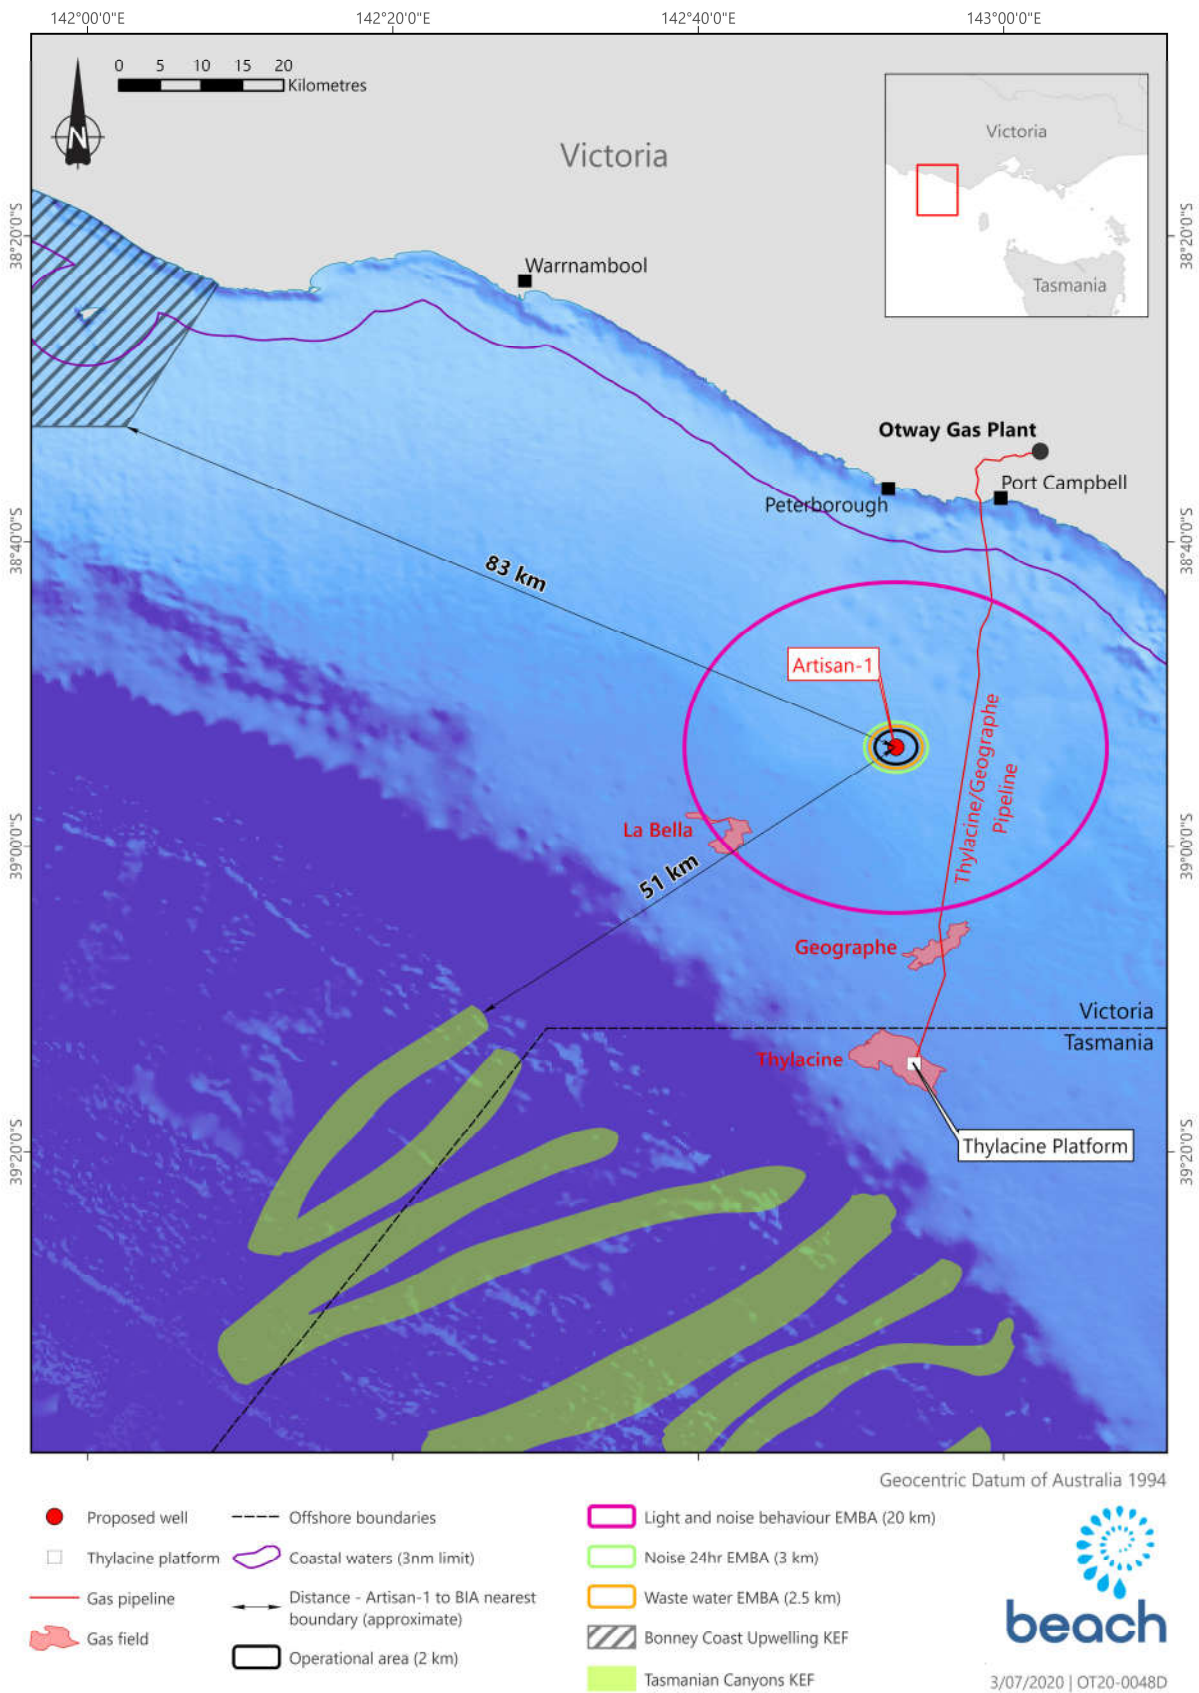 142°00'0"E
142°20'0"E
142°40'0"E
143°00'0"E
0 5 10 15 20
Kilometres
N
Victoria
Victoria
Tasmania
38°20'0"S
38°20'0"S
Warrnambool
Otway Gas Plant
Port Campbell
Peterborough
38°40'0"S
38°40'0"S
83 km
Artisan-1
Thylacine/Geographe
Pipeline
La Bella
39°00'0"S
39°00'0"S
51 km
Geographe
Victoria
Tasmania
Thylacine
Thylacine Platform
39°20'0"S
39°20'0"S
Geocentric Datum of Australia 1994
Proposed well
Thylacine platform
Gas pipeline
Gas field
Offshore boundaries
Coastal waters (3nm limit)
Distance - Artisan-1 to BIA nearest
boundary (approximate)
Operational area (2 km)
Light and noise behaviour EMBA (20 km)
Noise 24hr EMBA (3 km)
Waste water EMBA (2.5 km)
Bonney Coast Upwelling KEF
Tasmanian Canyons KEF
beach
3/07/2020 | OT20-0048D